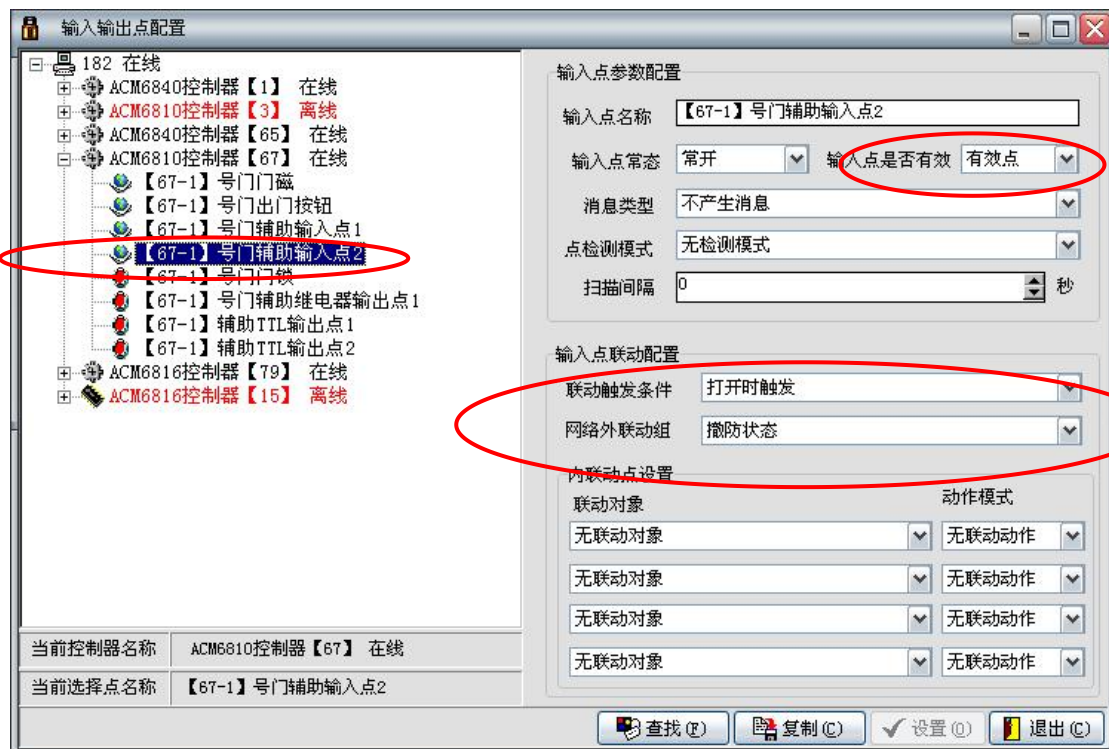 输入输出点配置
182 在线
ACM6840控制器【1】 在线
ACM6810控制器【3】 离线
ACM6840控制器【65】 在线
ACM6810控制器【67】 在线
【67-1】号门门磁
【67-1】号门出门按钮
【67-1】号门辅助输入点1
【67-1】号门辅助输入点2
【67-1】号门门锁
【67-1】号门辅助继电器输出点1
【67-1】辅助TTL输出点1
【67-1】辅助TTL输出点2
ACM6816控制器【79】 在线
ACM6816控制器【15】 离线
当前控制器名称 ACM6810控制器【67】 在线
当前选择点名称 【67-1】号门辅助输入点2
输入点参数配置
输入点名称 【67-1】号门辅助输入点2
输入点常态 常开 输入点是否有效 有效点
消息类型 不产生消息
点检测模式 无检测模式
扫描间隔 0 秒
输入点联动配置
联动触发条件 打开时触发
网络外联动组 撤防状态
内联动点设置
联动对象 动作模式
无联动对象 无联动动作
无联动对象 无联动动作
无联动对象 无联动动作
无联动对象 无联动动作
查找(F) 复制(C) 设置(O) 退出(C)